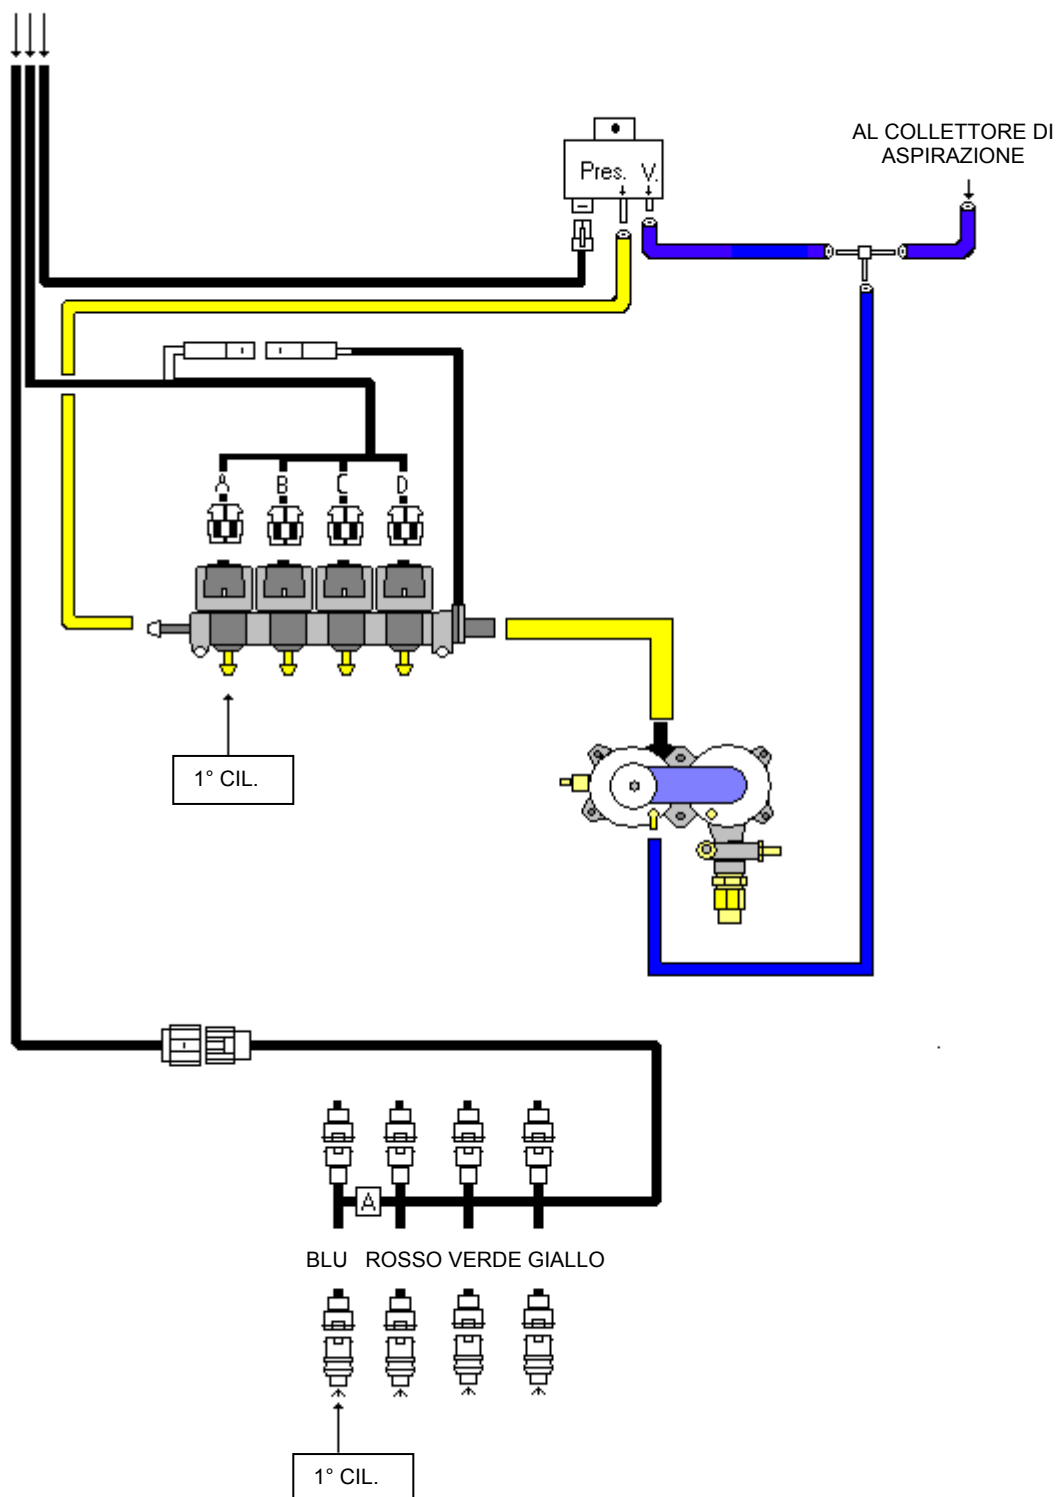 AL COLLETTORE DI
ASPIRAZIONE
Pres. V.
A B C D
1° CIL.
A
BLU ROSSO VERDE GIALLO
1° CIL.